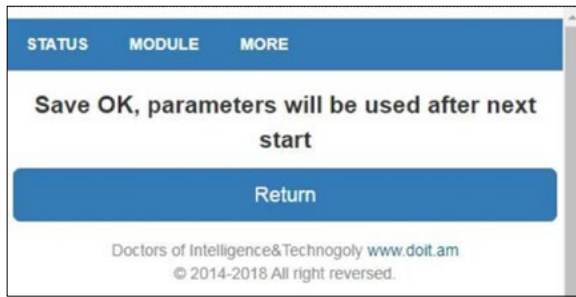 STATUS MODULE MORE
Save OK, parameters will be used after next
start
Return
Doctors of Intelligence&Technogoly www.doit.am
© 2014-2018 All right reversed.